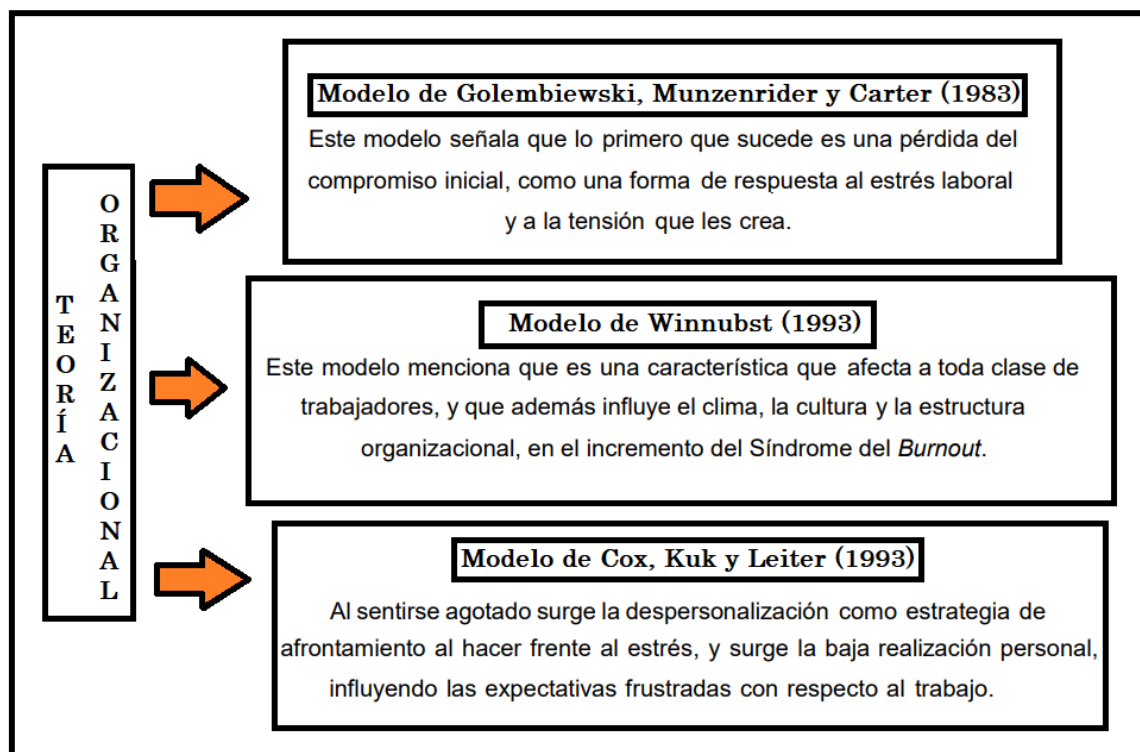 TEORÍA
ORGANIZACIONAL
Modelo de Golembiewski, Munzenrider y Carter (1983)
Este modelo señala que lo primero que sucede es una pérdida del
compromiso inicial, como una forma de respuesta al estrés laboral
y a la tensión que les crea.
Modelo de Winnubst (1993)
Este modelo menciona que es una característica que afecta a toda clase de
trabajadores, y que además influye el clima, la cultura y la estructura
organizacional, en el incremento del Síndrome del Burnout.
Modelo de Cox, Kuk y Leiter (1993)
Al sentirse agotado surge la despersonalización como estrategia de
afrontamiento al hacer frente al estrés, y surge la baja realización personal,
influyendo las expectativas frustradas con respecto al trabajo.